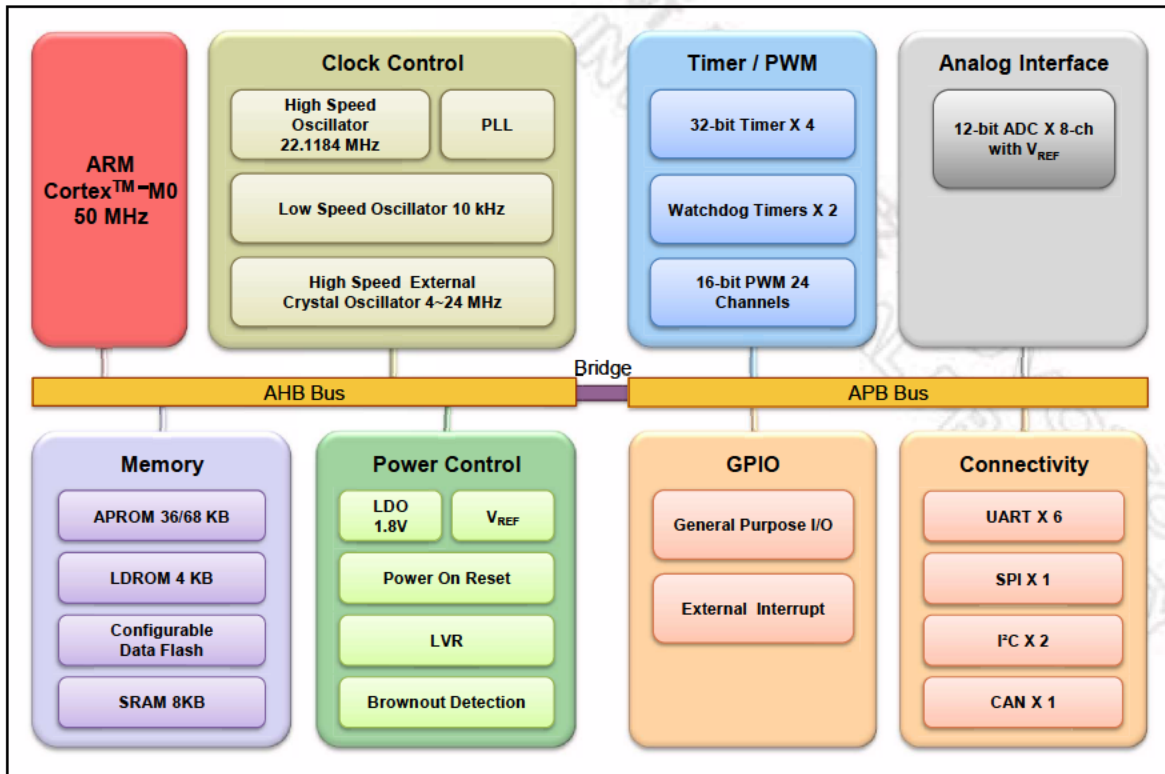 ARM
Cortex™-M0
50 MHz
Clock Control
High Speed
Oscillator
22.1184 MHz
PLL
Low Speed Oscillator 10 kHz
High Speed External
Crystal Oscillator 4~24 MHz
Timer / PWM
32-bit Timer X 4
Watchdog Timers X 2
16-bit PWM 24
Channels
Analog Interface
12-bit ADC X 8-ch
with VREF
AHB Bus
Bridge
APB Bus
Memory
APROM 36/68 KB
LDROM 4 KB
Configurable
Data Flash
SRAM 8KB
Power Control
LDO
1.8V
VREF
Power On Reset
LVR
Brownout Detection
GPIO
General Purpose I/O
External Interrupt
Connectivity
UART X 6
SPI X 1
I²C X 2
CAN X 1